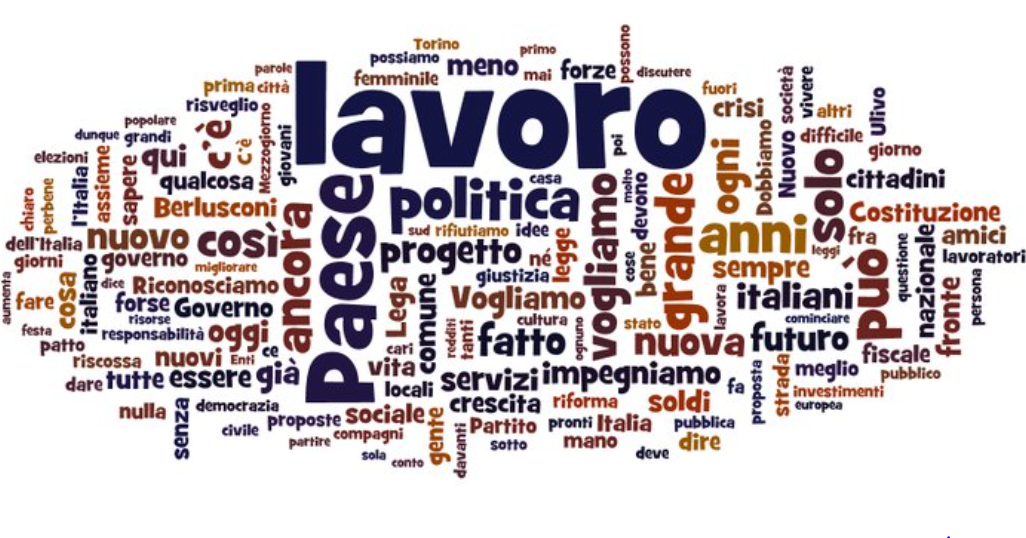 Torino
primo
possono
possiamo
parole
femminile
meno
mai
forze
discutere
prima
città
lavoro
fuori
società
vivere
risveglio
crisi
altri
Ulivo
popolare
dunque
grandi
c'è
C'è
Mezzogiorno
giovani
poi
ogni
Dobbiamo
Nuovo
difficile
giorno
elezioni
l'Italia
assieme
sapere
qui
qualcosa
Paese
politica
casa
molto
devono
grande
solo
cittadini
chiaro
perbene
Berlusconi
ancora
vogliamo
anni
Costituzione
dell'Italia
nuovo
così
sud
rifiutiamo
idee
leggi
fra
amici
giorni
governo
migliorare
progetto
né
legge
cose
bene
sempre
può
questione
nazionale
lavoratori
aumenta
fare
cosa
italiano
dice
Riconosciamo
giustizia
Lega
comune
Vogliamo
lavora
italiani
fronte
persona
forse
Governo
risorse
cultura
stato
cominciare
festa
responsabilità
oggi
redditi
tanti
fatto
ognuno
nuova
futuro
patto
riscossa
nuovi
Enti
ce
cari
vita
fiscale
dare
tutte
essere
già
locali
servizi
impegniamo
fa
proposta
strada
meglio
pubblico
investimenti
europea
nulla
senza
democrazia
crescita
riforma
soldi
civile
proposte
sociale
gente
davanti
Partito
pronti
Italia
pubblica
partire
compagni
sotto
mano
dire
sola
conto
deve